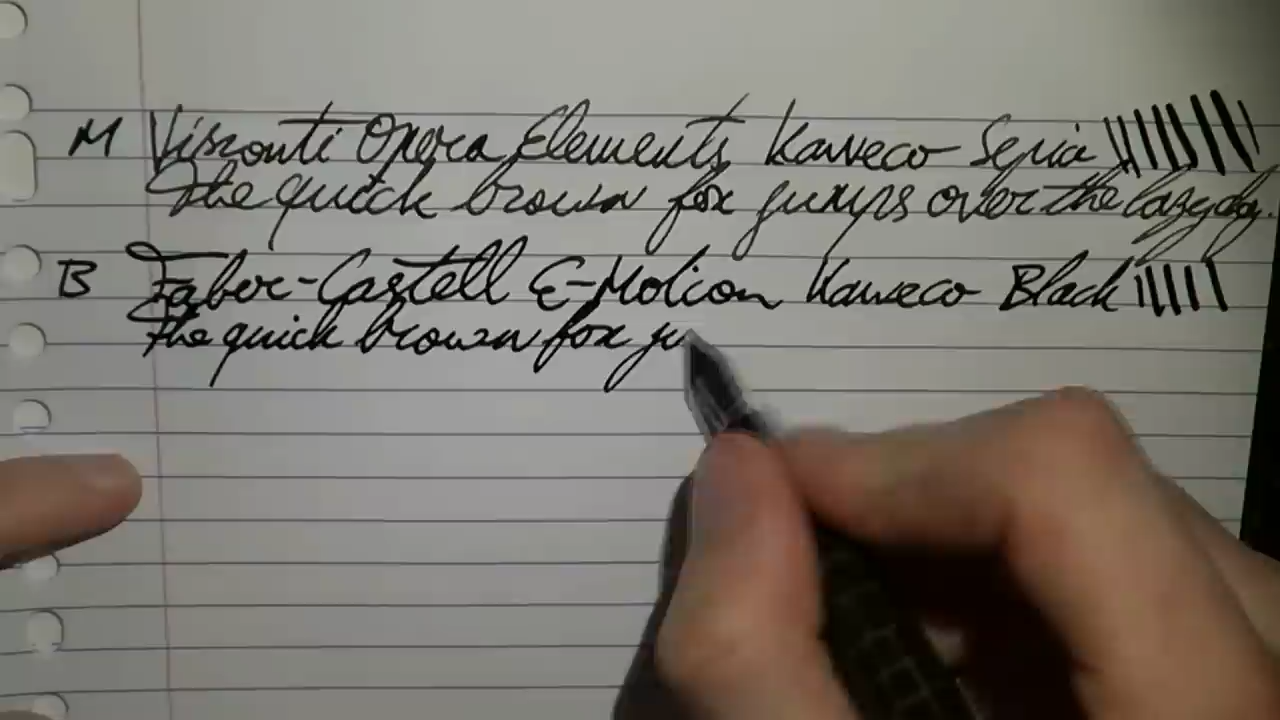 M Visconti Opera Elements Kaweco Sepia
The quick brown fox jumps over the lazy dog.
B Faber-Castell E-Motion Kaweco Black
The quick brown fox ju